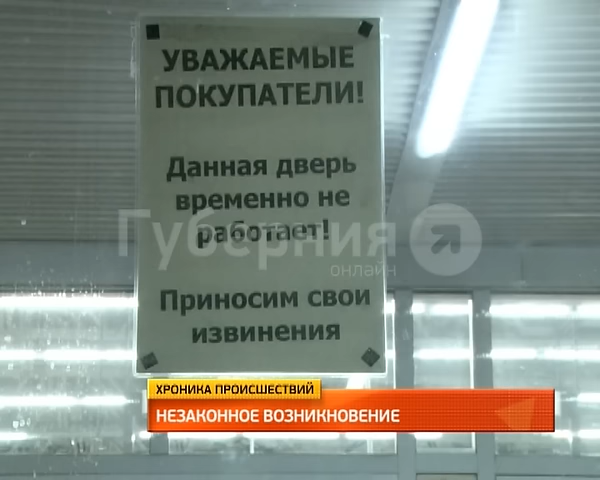 УВАЖАЕМЫЕ
ПОКУПАТЕЛИ!
Данная дверь
временно не
работает!
Губерния
онлайн
Приносим свои
извинения
ХРОНИКА ПРОИСШЕСТВИЙ
НЕЗАКОННОЕ ВОЗНИКНОВЕНИЕ